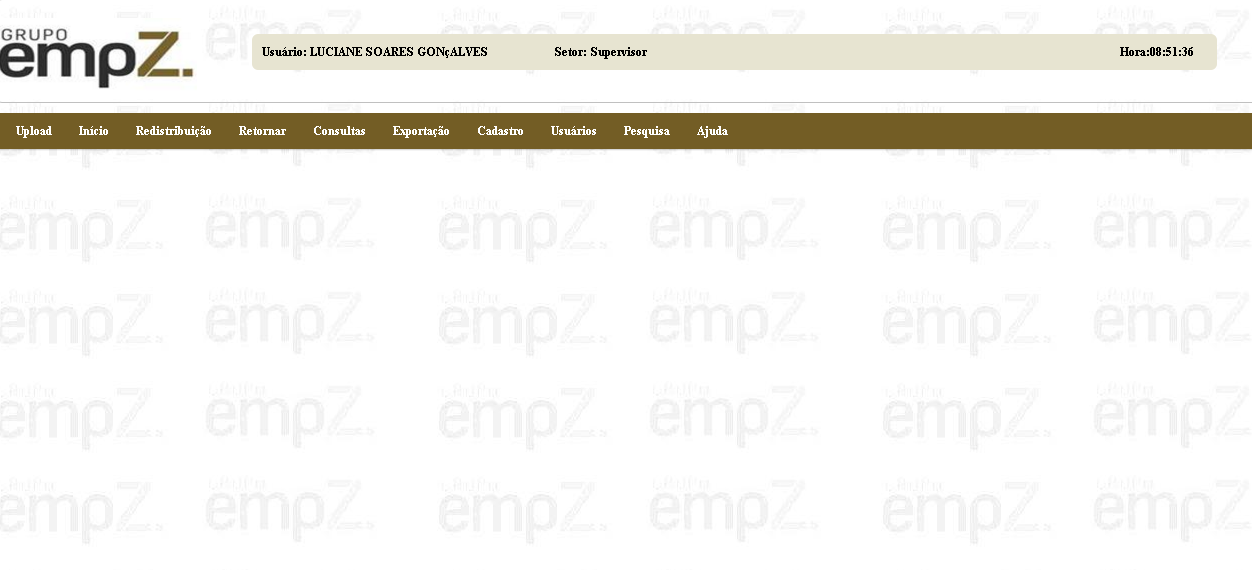 GRUPO
empZ.
Usuário: LUCIANE SOARES GONçALVES Setor: Supervisor Hora:08:51:36
Upload Início Redistribuição Retornar Consultas Exportação Cadastro Usuários Pesquisa Ajuda